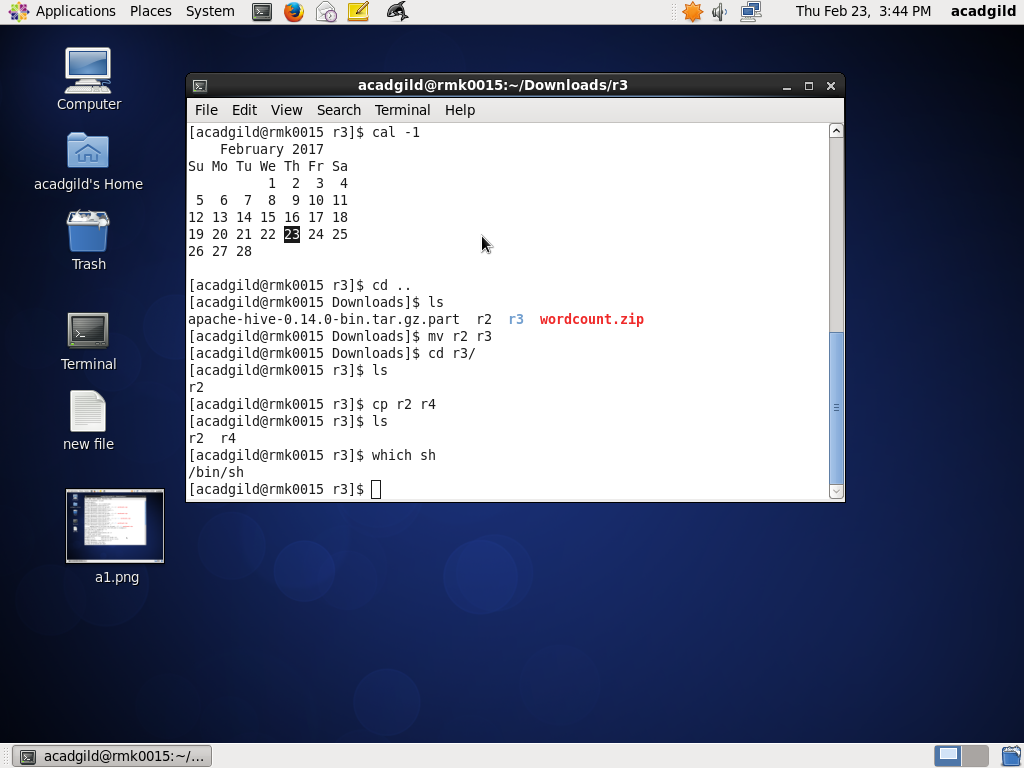 Applications Places System Thu Feb 23, 3:44 PM acadgild
Computer
acadgild's Home
Trash
Terminal
new file
a1.png
acadgild@rmk0015:~/Downloads/r3
File Edit View Search Terminal Help
[acadgild@rmk0015 r3]$ cal -1
February 2017
Su Mo Tu We Th Fr Sa
1 2 3 4
5 6 7 8 9 10 11
12 13 14 15 16 17 18
19 20 21 22 23 24 25
26 27 28
[acadgild@rmk0015 r3]$ cd ..
[acadgild@rmk0015 Downloads]$ ls
apache-hive-0.14.0-bin.tar.gz.part r2 r3 wordcount.zip
[acadgild@rmk0015 Downloads]$ mv r2 r3
[acadgild@rmk0015 Downloads]$ cd r3/
[acadgild@rmk0015 r3]$ ls
r2
[acadgild@rmk0015 r3]$ cp r2 r4
[acadgild@rmk0015 r3]$ ls
r2 r4
[acadgild@rmk0015 r3]$ which sh
/bin/sh
[acadgild@rmk0015 r3]$
acadgild@rmk0015:~/...